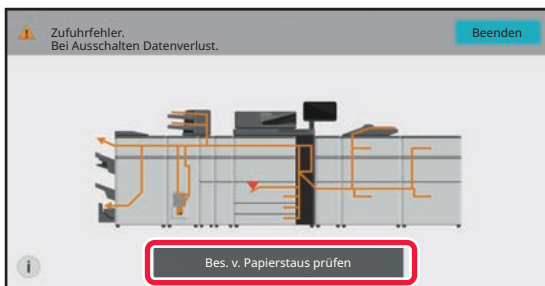 Zufuhrfehler.
Bei Ausschalten Datenverlust.
Beenden
Bes. v. Papierstaus prüfen
i